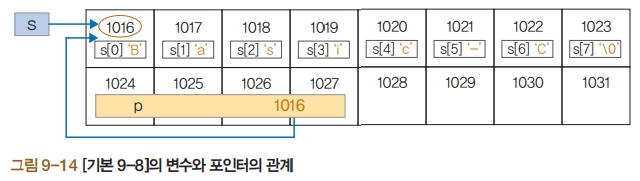 S
1016 1017 1018 1019 1020 1021 1022 1023
s[0] 'B' s[1] 'a' s[2] 's' s[3] 'i' s[4] 'c' s[5] '–' s[6] 'C' s[7] '\0'
1024 1025 1026 1027 1028 1029 1030 1031
p 1016
그림 9-14 [기본 9-8]의 변수와 포인터의 관계